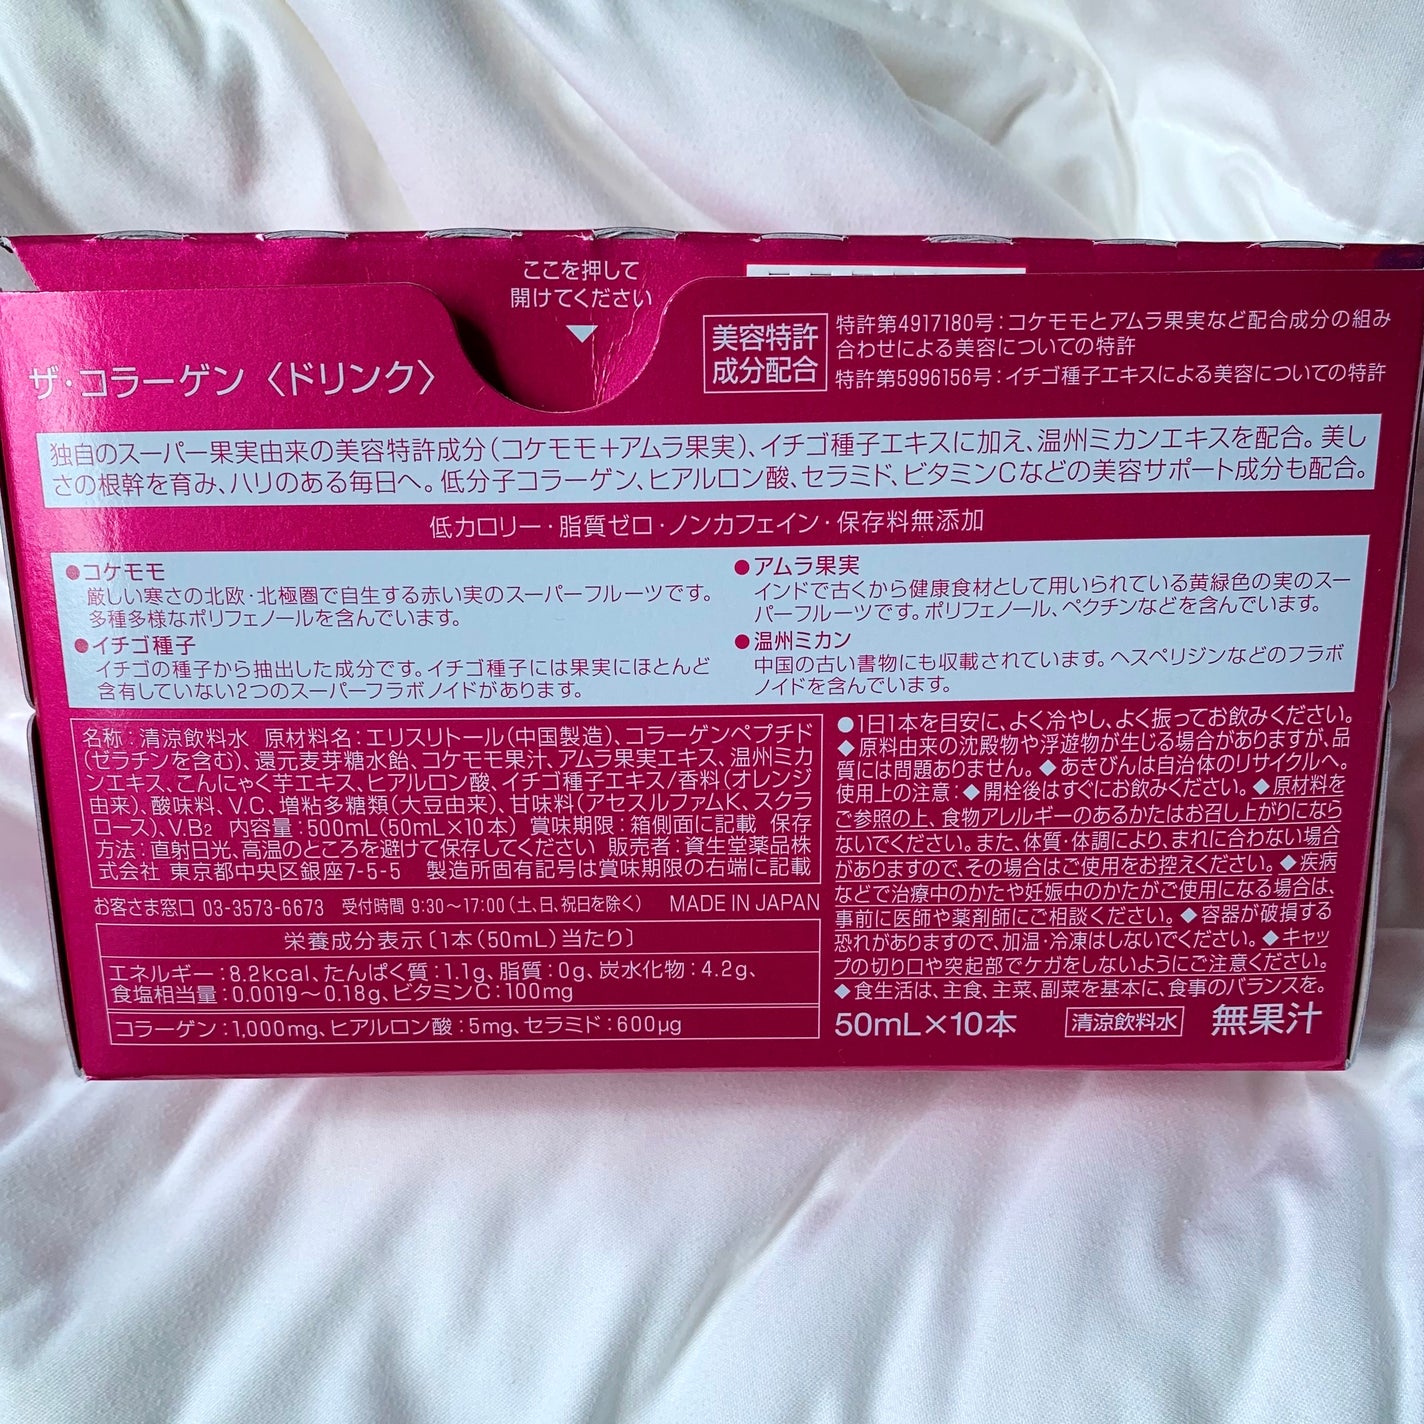 ここを押して
開けてください
ザ・コラーゲン〈ドリンク〉
美容特許
成分配合
特許第4917180号：コケモモとアムラ果実など配合成分の組み
合わせによる美容についての特許
特許第5996156号：イチゴ種子エキスによる美容についての特許
独自のスーパー果実由来の美容特許成分（コケモモ＋アムラ果実）、イチゴ種子エキスに加え、温州ミカンエキスを配合。美し
さの根幹を育み、ハリのある毎日へ。低分子コラーゲン、ヒアルロン酸、セラミド、ビタミンCなどの美容サポート成分も配合。
低カロリー・脂質ゼロ・ノンカフェイン・保存料無添加
●コケモモ
厳しい寒さの北欧・北極圏で自生する赤い実のスーパーフルーツです。
多種多様なポリフェノールを含んでいます。
●イチゴ種子
イチゴの種子から抽出した成分です。イチゴ種子には果実にほとんど
含有していない2つのスーパーフラボノイドがあります。
●アムラ果実
インドで古くから健康食材として用いられている黄緑色の実のスー
パーフルーツです。ポリフェノール、ペクチンなどを含んでいます。
●温州ミカン
中国の古い書物にも収載されています。ヘスペリジンなどのフラボ
ノイドを含んでいます。
名称：清涼飲料水 原材料名：エリスリトール（中国製造）、コラーゲンペプチド
（ゼラチンを含む）、還元麦芽糖水飴、コケモモ果汁、アムラ果実エキス、温州ミカ
ンエキス、こんにゃく芋エキス、ヒアルロン酸、イチゴ種子エキス/香料（オレンジ
由来）、酸味料、V.C、増粘多糖類（大豆由来）、甘味料（アセスルファムK、スクラ
ロース）、V.B2 内容量：500mL（50mL×10本） 賞味期限：箱側面に記載 保存
方法：直射日光、高温のところを避けて保存してください 販売者：資生堂薬品株
式会社 東京都中央区銀座7-5-5 製造所固有記号は賞味期限の右端に記載
お客さま窓口 03-3573-6673 受付時間 9:30～17:00（土、日、祝日を除く） MADE IN JAPAN
栄養成分表示〔1本（50mL）当たり〕
エネルギー：8.2kcal、たんぱく質：1.1g、脂質：0g、炭水化物：4.2g、
食塩相当量：0.0019～0.18g、ビタミンC：100mg
コラーゲン：1,000mg、ヒアルロン酸：5mg、セラミド：600μg
●1日1本を目安に、よく冷やし、よく振ってお飲みください。
◆原料由来の沈殿物や浮遊物が生じる場合がありますが、品
質には問題ありません。◆あきびんは自治体のリサイクルへ。
使用上の注意：◆開栓後はすぐにお飲みください。◆原材料を
ご参照の上、食物アレルギーのあるかたはお召し上がりになら
ないでください。また、体質・体調により、まれに合わない場合
がありますので、その場合はご使用をお控えください。◆疾病
などで治療中のかたや妊娠中のかたがご使用になる場合は、
事前に医師や薬剤師にご相談ください。◆容器が破損する
恐れがありますので、加温・冷凍はしないでください。◆キャッ
プの切り口や突起部でケガをしないようにご注意ください。
◆食生活は、主食、主菜、副菜を基本に、食事のバランスを。
50mL×10本 清涼飲料水 無果汁